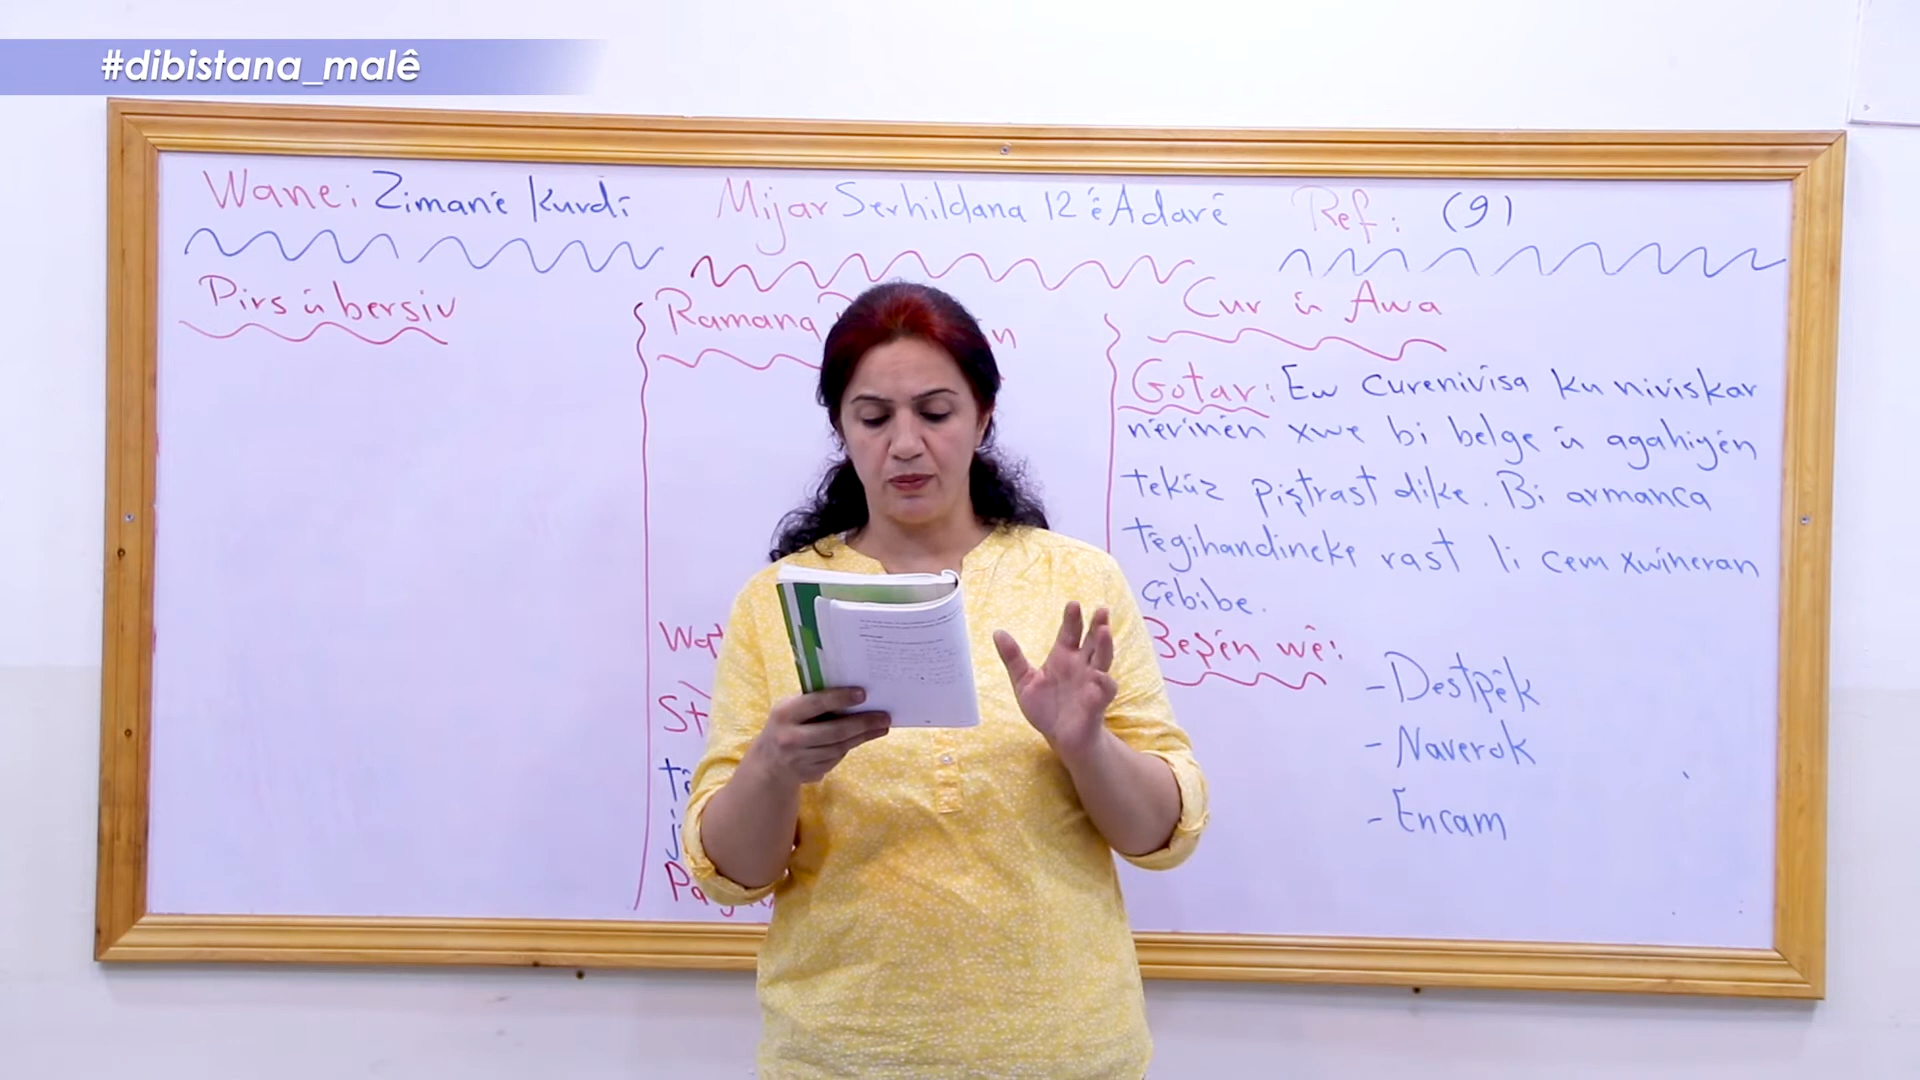 #dibistana_malê
Wane: Zimanê Kurdî
Mijar Serhildana 12 ê Adarê
Ref: (9)
Pirs û bersiv
Ramana
Cur û Awa
Gotar: Ew curenivîsa ku nivîskar
nêrînên xwe bi belge û agahiyên
tekûz piştrast dike. Bi armanca
têgihandineke rast li cem xwîneran
çêbibe.
Beşên wê:
- Destpêk
- Naverok
- Encam